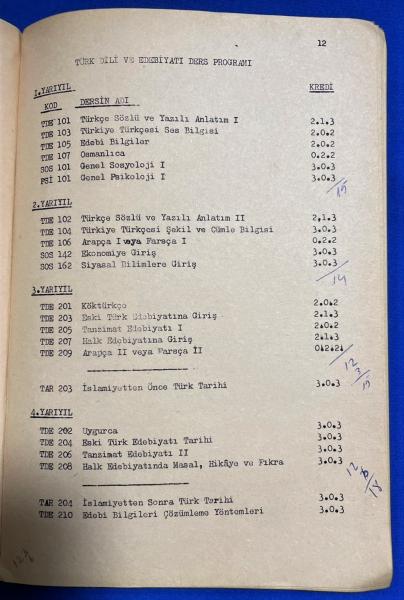 12
TÜRK DİLİ VE EDEBİYATI DERS PROGRAMI
I.YARIYIL KREDİ
KOD DERSİN ADI
TDE 101 Türkçe Sözlü ve Yazılı Anlatım I 2.1.3
TDE 103 Türkiye Türkçesi Ses Bilgisi 2.0.2
TDE 105 Edebi Bilgiler 2.0.2
TDE 107 Osmanlıca 0.2.2
SOS 101 Genel Sosyoloji I 3.0.3
PSİ 101 Genel Psikoloji I 3.0.3
15
2.YARIYIL
TDE 102 Türkçe Sözlü ve Yazılı Anlatım II 2.1.3
TDE 104 Türkiye Türkçesi Şekil ve Cümle Bilgisi 3.0.3
TDE 106 Arapça I veya Farsça I 0.2.2
SOS 142 Ekonomiye Giriş 3.0.3
SOS 162 Siyasal Bilimlere Giriş 3.0.3
14
3.YARIYIL
TDE 201 Köktürkçe 2.0.2
TDE 203 Eski Türk Edebiyatına Giriş 2.1.3
TDE 205 Tanzimat Edebiyatı I 2.0.2
TDE 207 Halk Edebiyatına Giriş 2.1.3
TDE 209 Arapça II veya Farsça II 0.2.2.
12
3
15
TAR 203 İslamiyetten Önce Türk Tarihi 3.0.3
4.YARIYIL
TDE 202 Uygurca 3.0.3
TDE 204 Eski Türk Edebiyatı Tarihi 3.0.3
TDE 206 Tanzimat Edebiyatı II 3.0.3
TDE 208 Halk Edebiyatında Masal, Hikâye ve Fıkra 3.0.3
12
TAR 204 İslamiyetten Sonra Türk Tarihi 3.0.3
TDE 210 Edebi Bilgileri Çözümleme Yöntemleri 3.0.3